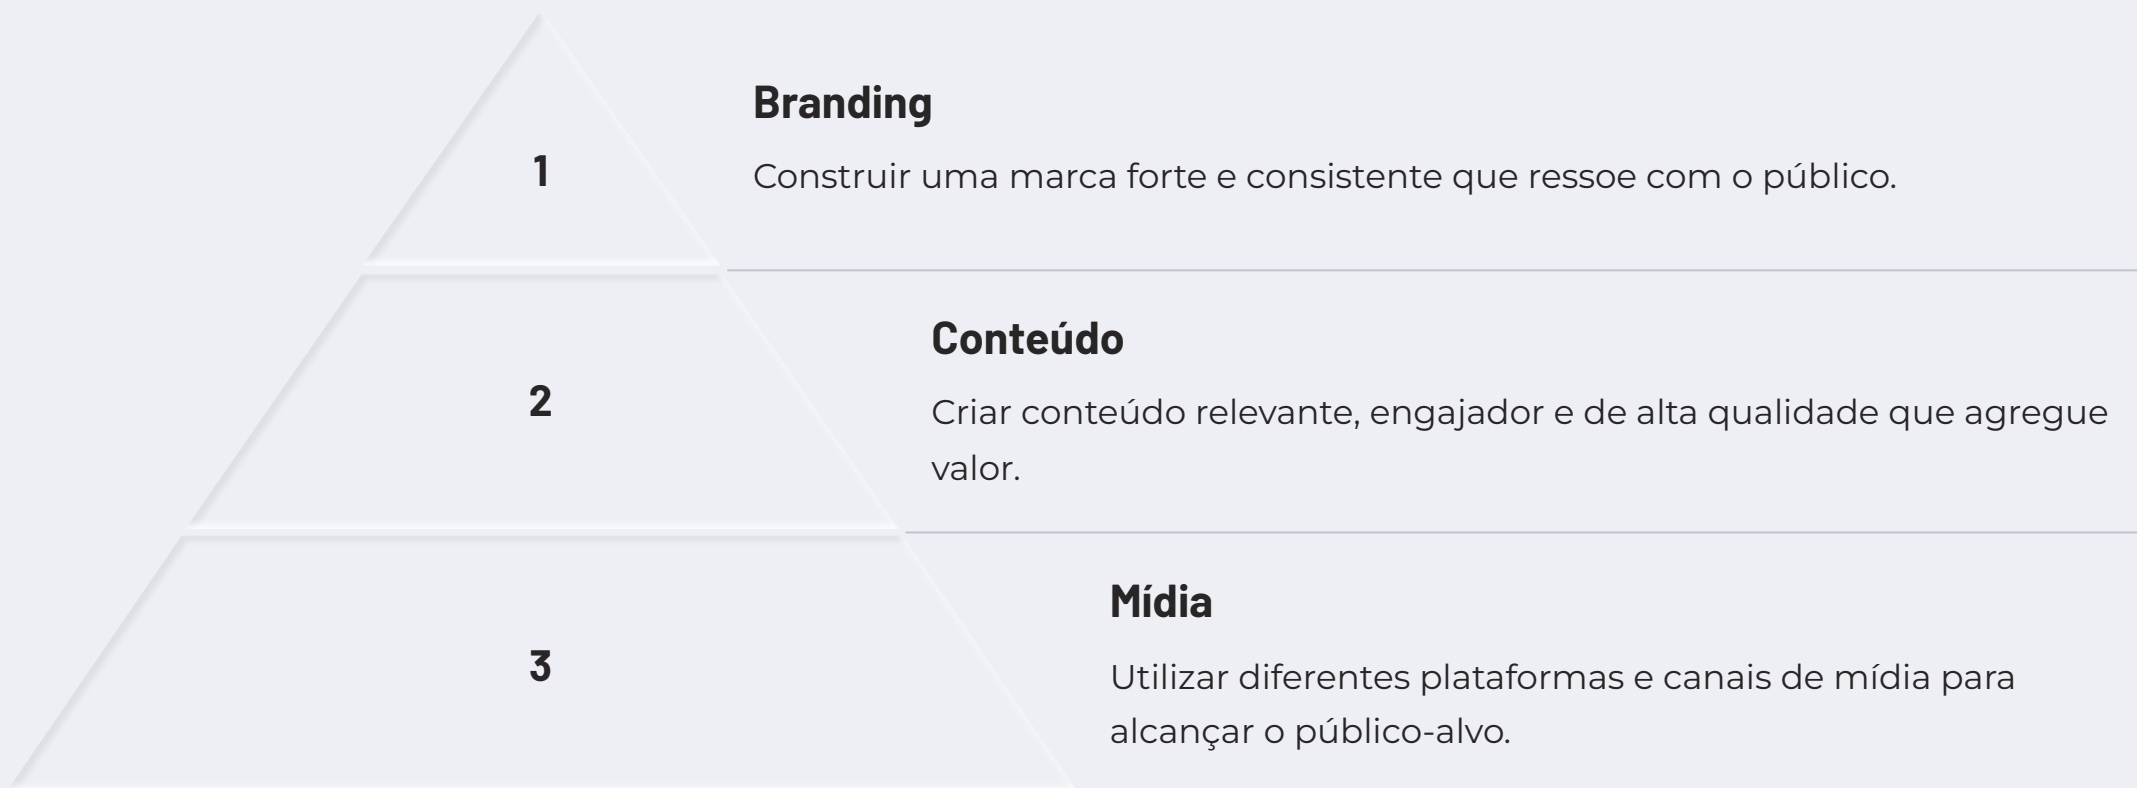 1
Branding
Construir uma marca forte e consistente que ressoe com o público.
2
Conteúdo
Criar conteúdo relevante, engajador e de alta qualidade que agregue
valor.
3
Mídia
Utilizar diferentes plataformas e canais de mídia para
alcançar o público-alvo.